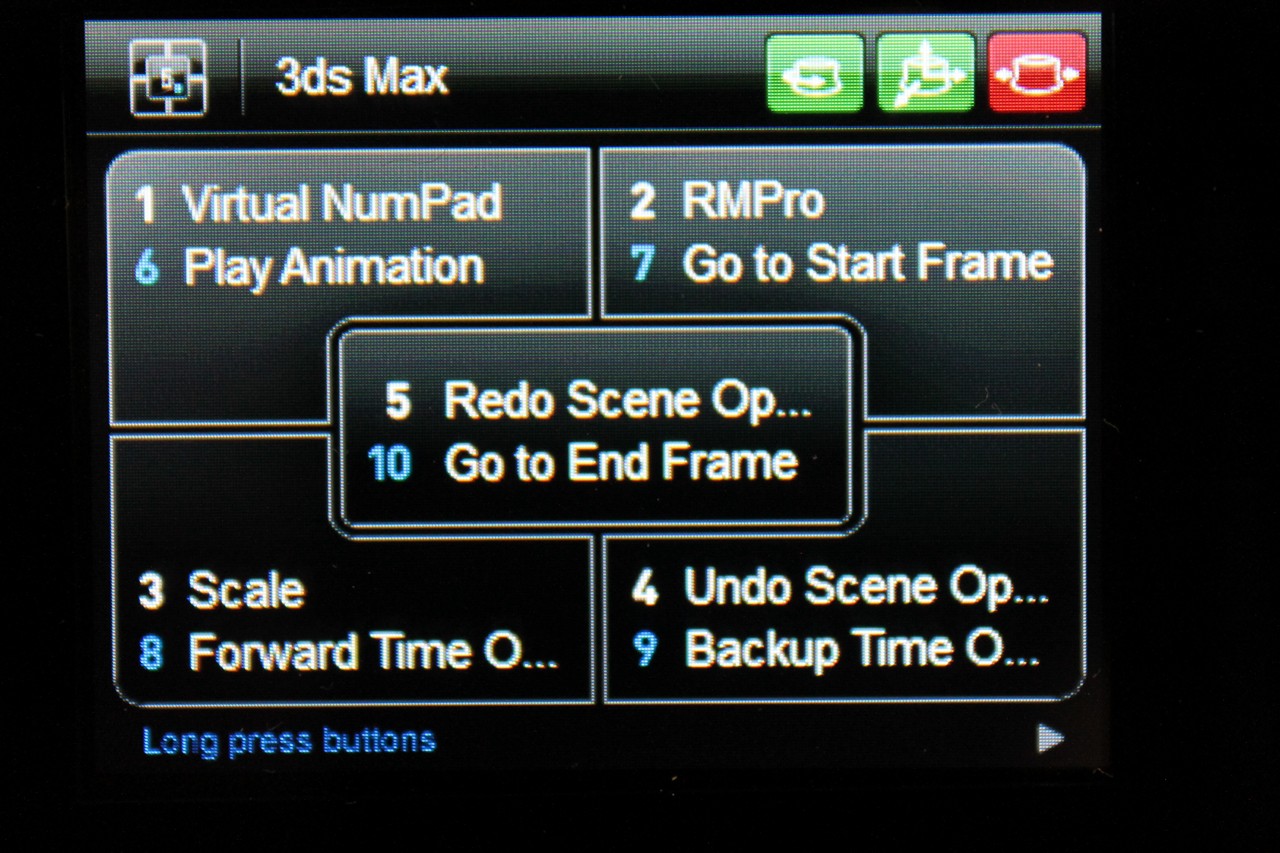 3ds Max
1 Virtual NumPad
6 Play Animation
2 RMPro
7 Go to Start Frame
5 Redo Scene Op...
10 Go to End Frame
3 Scale
8 Forward Time O...
4 Undo Scene Op...
9 Backup Time O...
Long press buttons